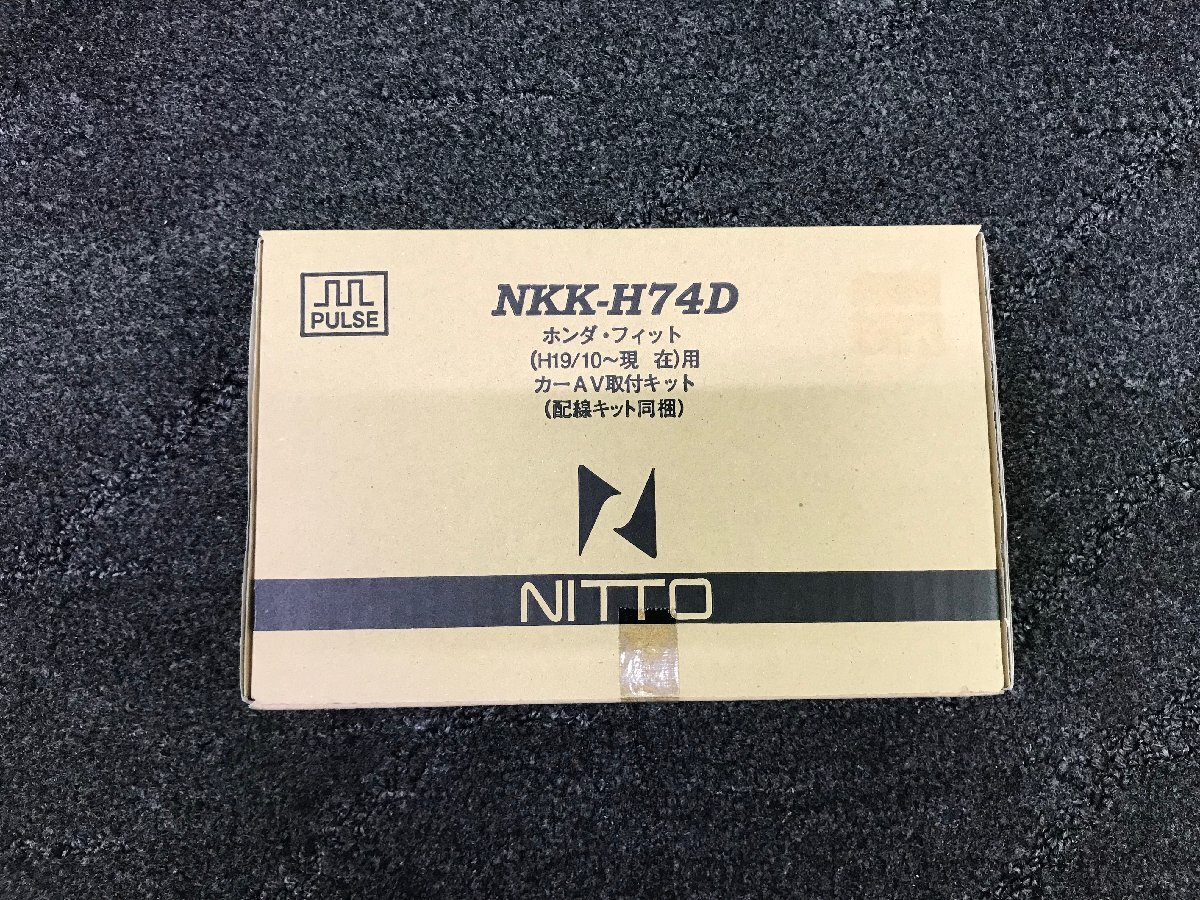 PULSE
NKK-H74D
ホンダ・フィット
(H19/10〜現 在)用
カーAV取付キット
(配線キット同梱)
NITTO